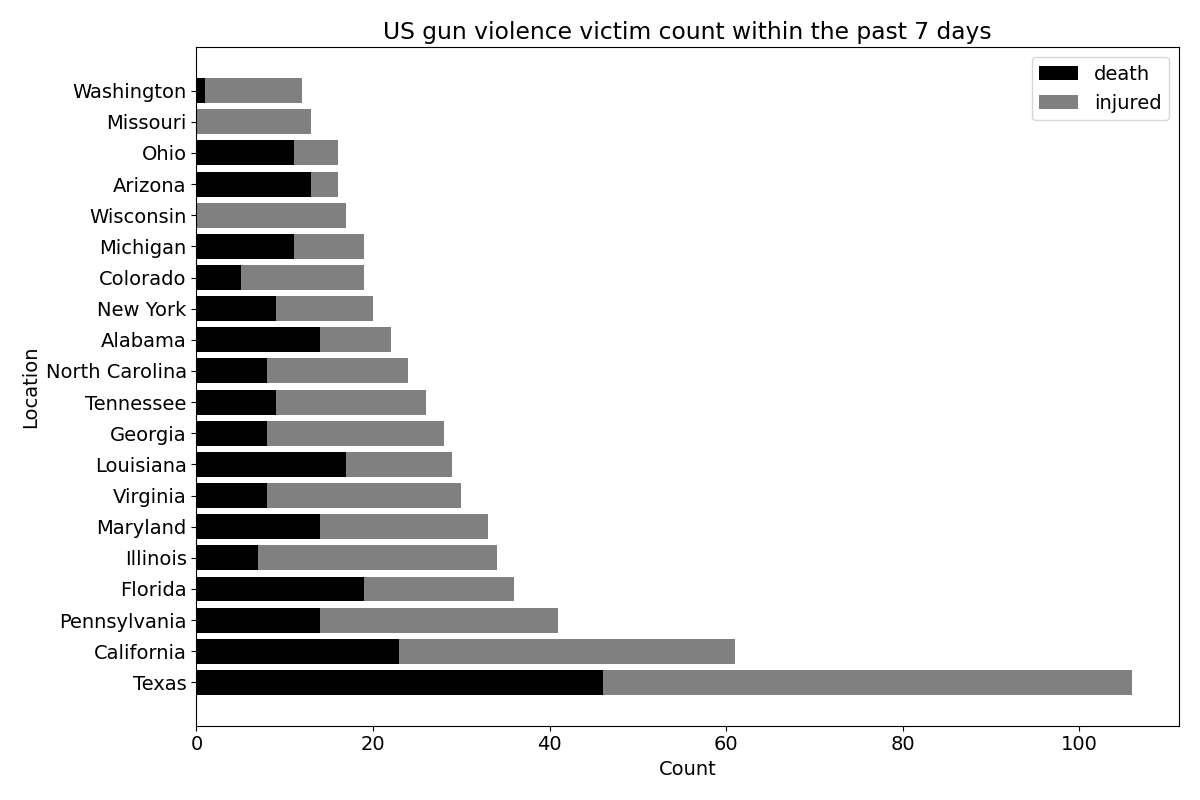 US gun violence victim count within the past 7 days
death
injured
Washington
Missouri
Ohio
Arizona
Wisconsin
Michigan
Colorado
New York
Alabama
North Carolina
Tennessee
Georgia
Louisiana
Virginia
Maryland
Illinois
Florida
Pennsylvania
California
Texas
Location
0 20 40 60 80 100
Count